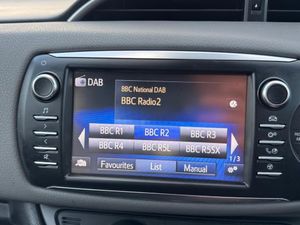 DAB
BBC National DAB
BBC Radio2
BBC R1 BBC R2 BBC R3
BBC R4 BBC R5L BBC R5SX
1/3
Favourites List Manual